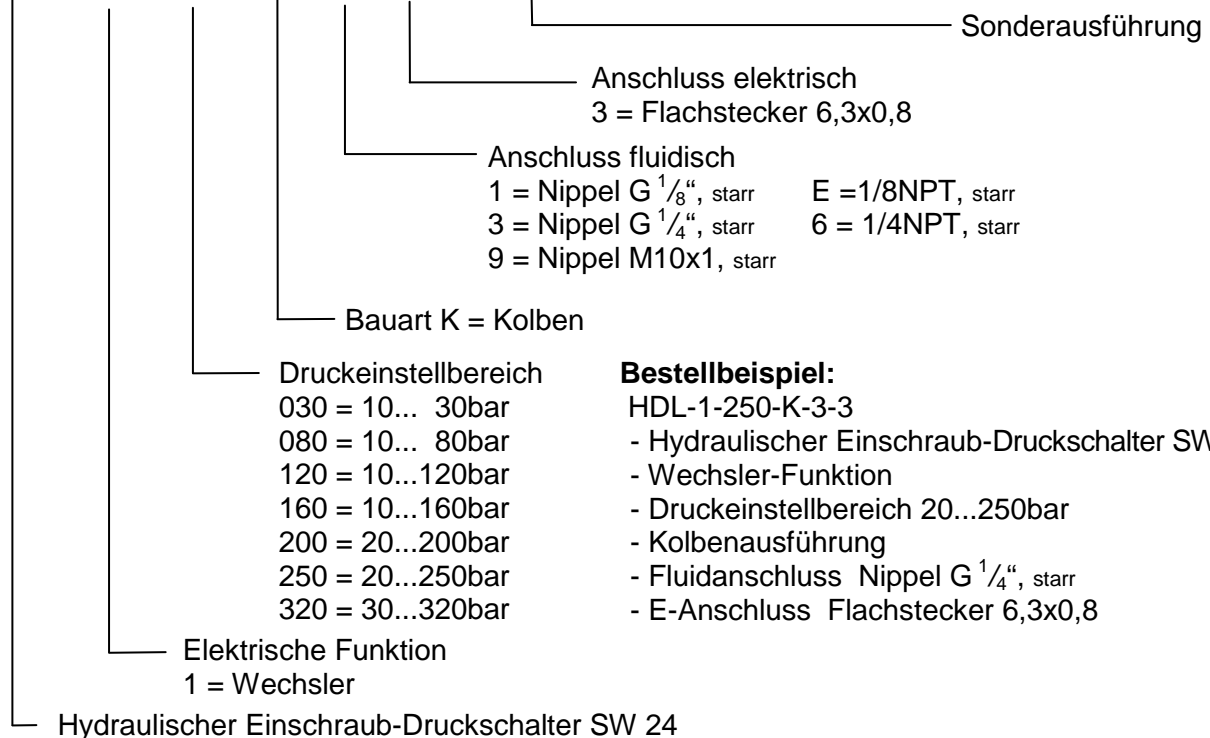 Sonderausführung
Anschluss elektrisch
3 = Flachstecker 6,3x0,8
Anschluss fluidisch
1 = Nippel G 1/8“, starr E =1/8NPT, starr
3 = Nippel G 1/4“, starr 6 = 1/4NPT, starr
9 = Nippel M10x1, starr
Bauart K = Kolben
Druckeinstellbereich
030 = 10... 30bar
080 = 10... 80bar
120 = 10...120bar
160 = 10...160bar
200 = 20...200bar
250 = 20...250bar
320 = 30...320bar
Bestellbeispiel:
HDL-1-250-K-3-3
- Hydraulischer Einschraub-Druckschalter
- Wechsler-Funktion
- Druckeinstellbereich 20...250bar
- Kolbenausführung
- Fluidanschluss Nippel G 1/4“, starr
- E-Anschluss Flachstecker 6,3x0,8
Elektrische Funktion
1 = Wechsler
Hydraulischer Einschraub-Druckschalter SW 24